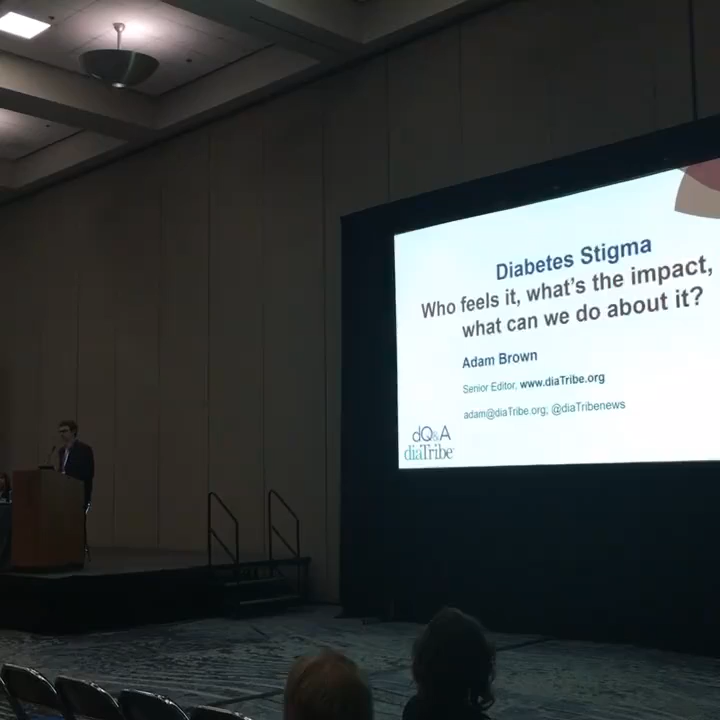 Diabetes Stigma
Who feels it, what's the impact,
what can we do about it?
Adam Brown
Senior Editor, www.diaTribe.org
adam@diaTribe.org; @diaTribenews
dQ&A
diaTribe